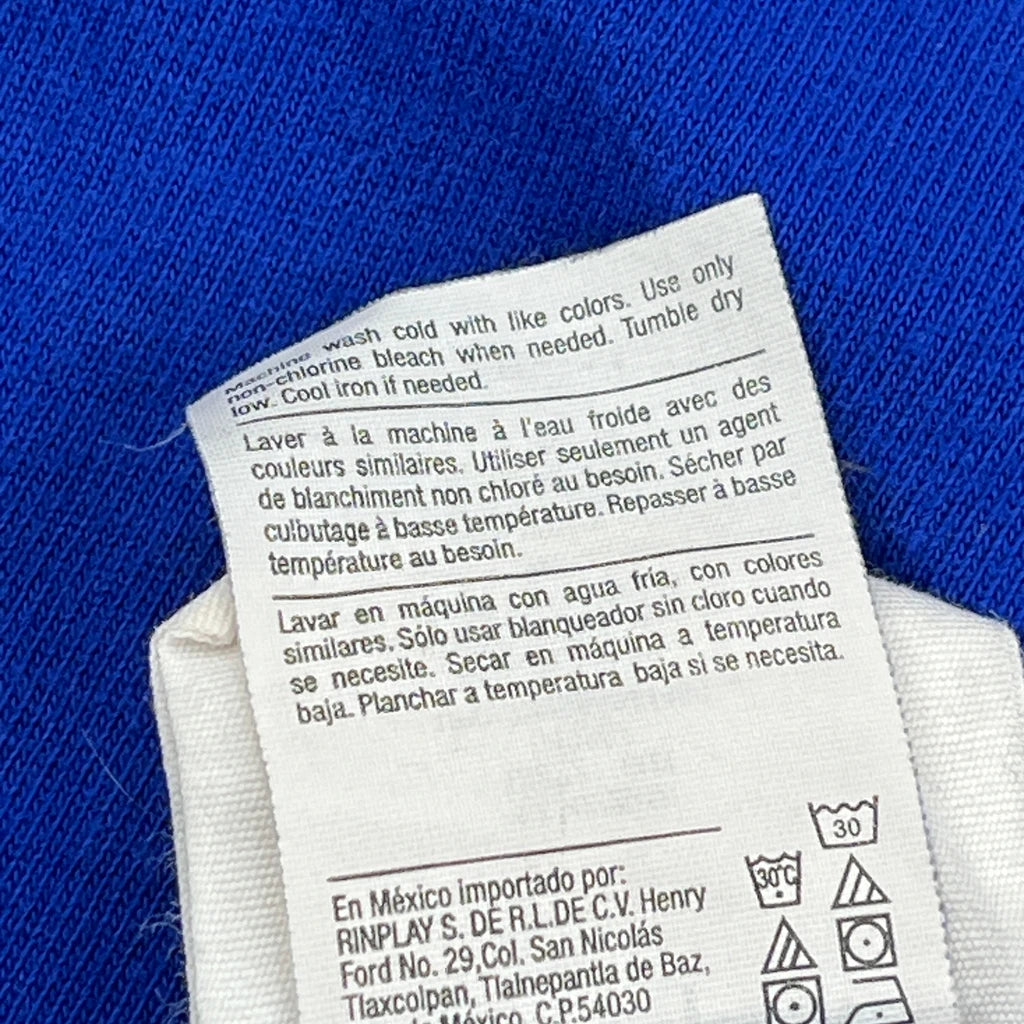 Machine wash cold with like colors. Use only
non-chlorine bleach when needed. Tumble dry
low. Cool iron if needed.
Laver à la machine à l'eau froide avec des
couleurs similaires. Utiliser seulement un agent
de blanchiment non chloré au besoin. Sécher par
culbutage à basse température. Repasser à basse
température au besoin.
Lavar en máquina con agua fría, con colores
similares. Sólo usar blanqueador sin cloro cuando
se necesite. Secar en máquina a temperatura
baja. Planchar a temperatura baja si se necesita.
30
30°C
En México importado por:
RINPLAY S. DE R.L.DE C.V. Henry
Ford No. 29,Col. San Nicolás
Tlaxcolpan, Tlalnepantla de Baz,
México, C.P.54030